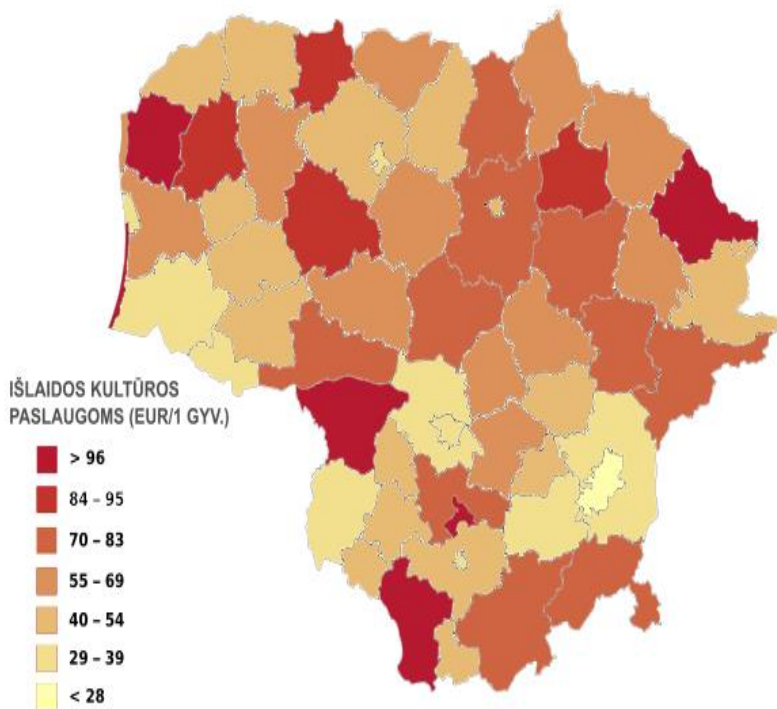 IŠLAIDOS KULTŪROS
PASLAUGOMS (EUR/1 GYV.)
> 96
84 – 95
70 – 83
55 – 69
40 – 54
29 – 39
< 28